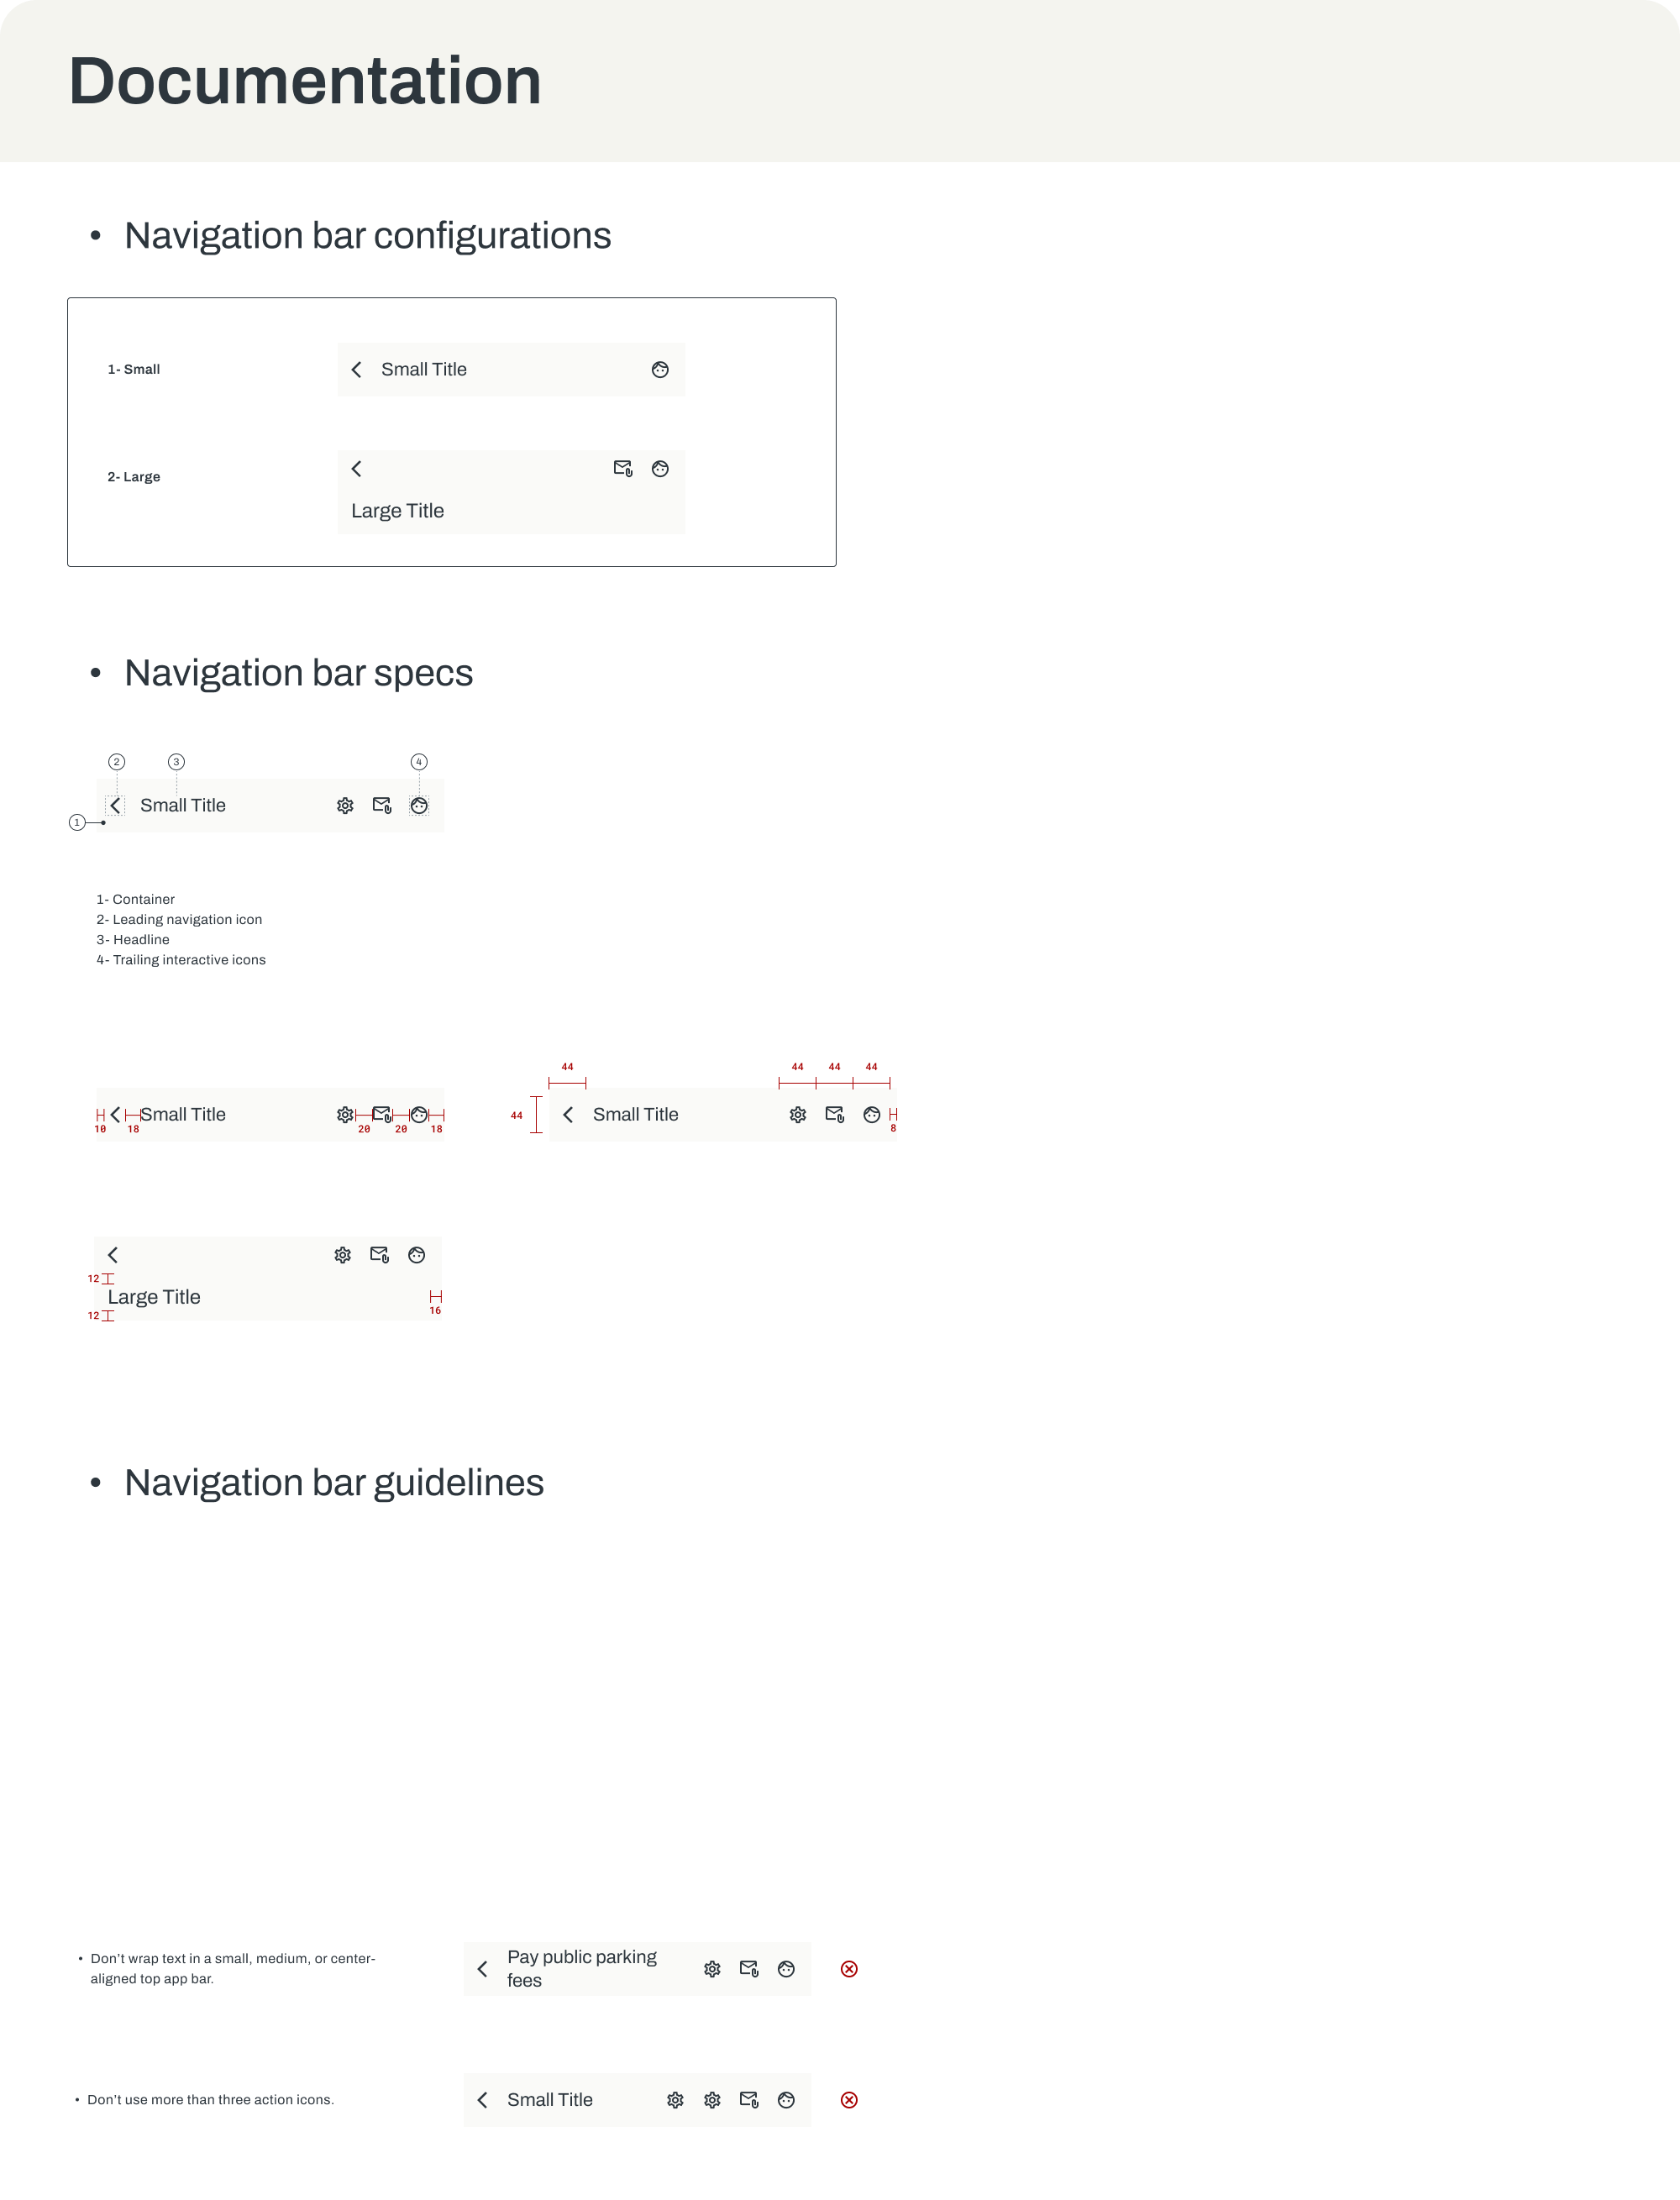 Documentation
• Navigation bar configurations
1- Small
Small Title
2- Large
Large Title
• Navigation bar specs
2
3
4
Small Title
1
1- Container
2- Leading navigation icon
3- Headline
4- Trailing interactive icons
Small Title
10
18
20
20
18
44
44
44
44
44
Small Title
8
12
Large Title
12
16
• Navigation bar guidelines
• Don’t wrap text in a small, medium, or center-
aligned top app bar.
Pay public parking
fees
• Don’t use more than three action icons.
Small Title